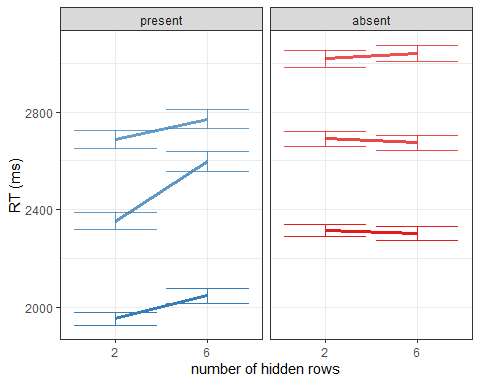 present absent
RT (ms)
2800
2400
2000
2 6 2 6
number of hidden rows